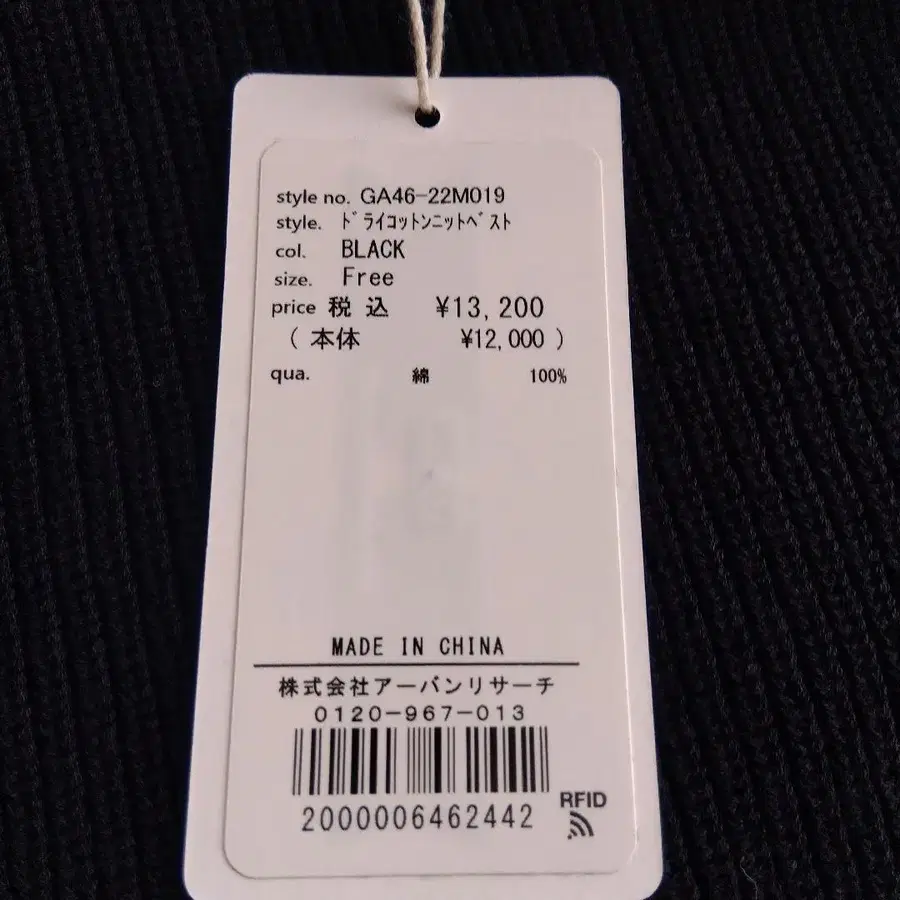 style no. GA46-22M019
style. ﾄﾞﾗｲｺｯﾄﾝﾆｯﾄﾍﾞｽﾄ
col. BLACK
size. Free
price 税 込 ¥13,200
( 本体 ¥12,000 )
qua. 綿 100%
MADE IN CHINA
株式会社アーバンリサーチ
0120-967-013
2000006462442
RFID